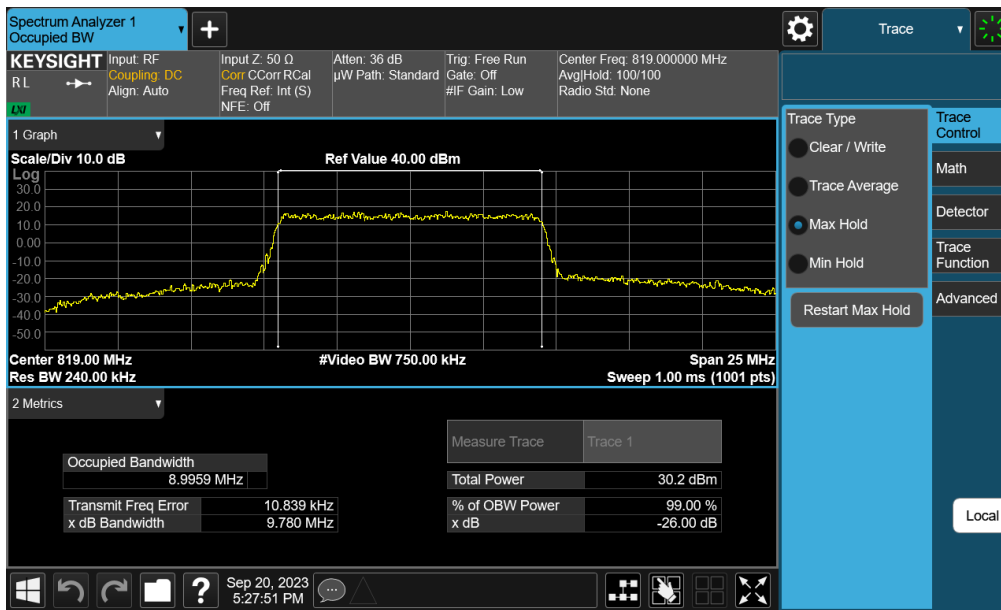 Spectrum Analyzer 1
Occupied BW
Trace
KEYSIGHT
R L
LXI
Input: RF
Coupling: DC
Align: Auto
Input Z: 50 Ω
Corr CCorr RCal
Freq Ref: Int (S)
NFE: Off
Atten: 36 dB
µW Path: Standard
Trig: Free Run
Gate: Off
#IF Gain: Low
Center Freq: 819.000000 MHz
Avg|Hold: 100/100
Radio Std: None
1 Graph
Scale/Div 10.0 dB
Ref Value 40.00 dBm
Log
30.0
20.0
10.0
0.00
-10.0
-20.0
-30.0
-40.0
-50.0
Center 819.00 MHz
#Video BW 750.00 kHz
Span 25 MHz
Res BW 240.00 kHz
Sweep 1.00 ms (1001 pts)
2 Metrics
Measure Trace
Trace 1
Occupied Bandwidth
8.9959 MHz
Total Power
30.2 dBm
Transmit Freq Error
10.839 kHz
% of OBW Power
99.00 %
x dB Bandwidth
9.780 MHz
x dB
-26.00 dB
Trace Type
Clear / Write
Trace Average
Max Hold
Min Hold
Restart Max Hold
Trace
Control
Math
Detector
Trace
Function
Advanced
Local
?
Sep 20, 2023
5:27:51 PM